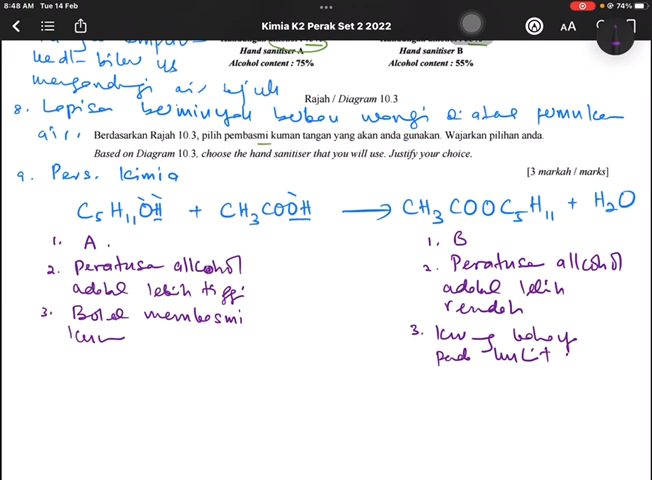 8:48 AM Tue 14 Feb
74%
Kimia K2 Perak Set 2 2022
AA
Hand sanitiser A
Hand sanitiser B
Alcohol content : 75%
Alcohol content : 55%
mengandungi air sejuk
Rajah / Diagram 10.3
8. Lapisan berminyak berbau wangi di atas permukaan
air.
Berdasarkan Rajah 10.3, pilih pembasmi kuman tangan yang akan anda gunakan. Wajarkan pilihan anda.
Based on Diagram 10.3, choose the hand sanitiser that you will use. Justify your choice.
[3 markah / marks]
9. Pers. kimia
C5H11OH + CH3COOH → CH3COOC5H11 + H2O
1. A.
2. Peratusan alcohol
adalah lebih tinggi
3. Boleh membasmi
1. B
2. Peratusan alcohol
adalah lebih
rendah
3. kurang bahaya
pada kulit